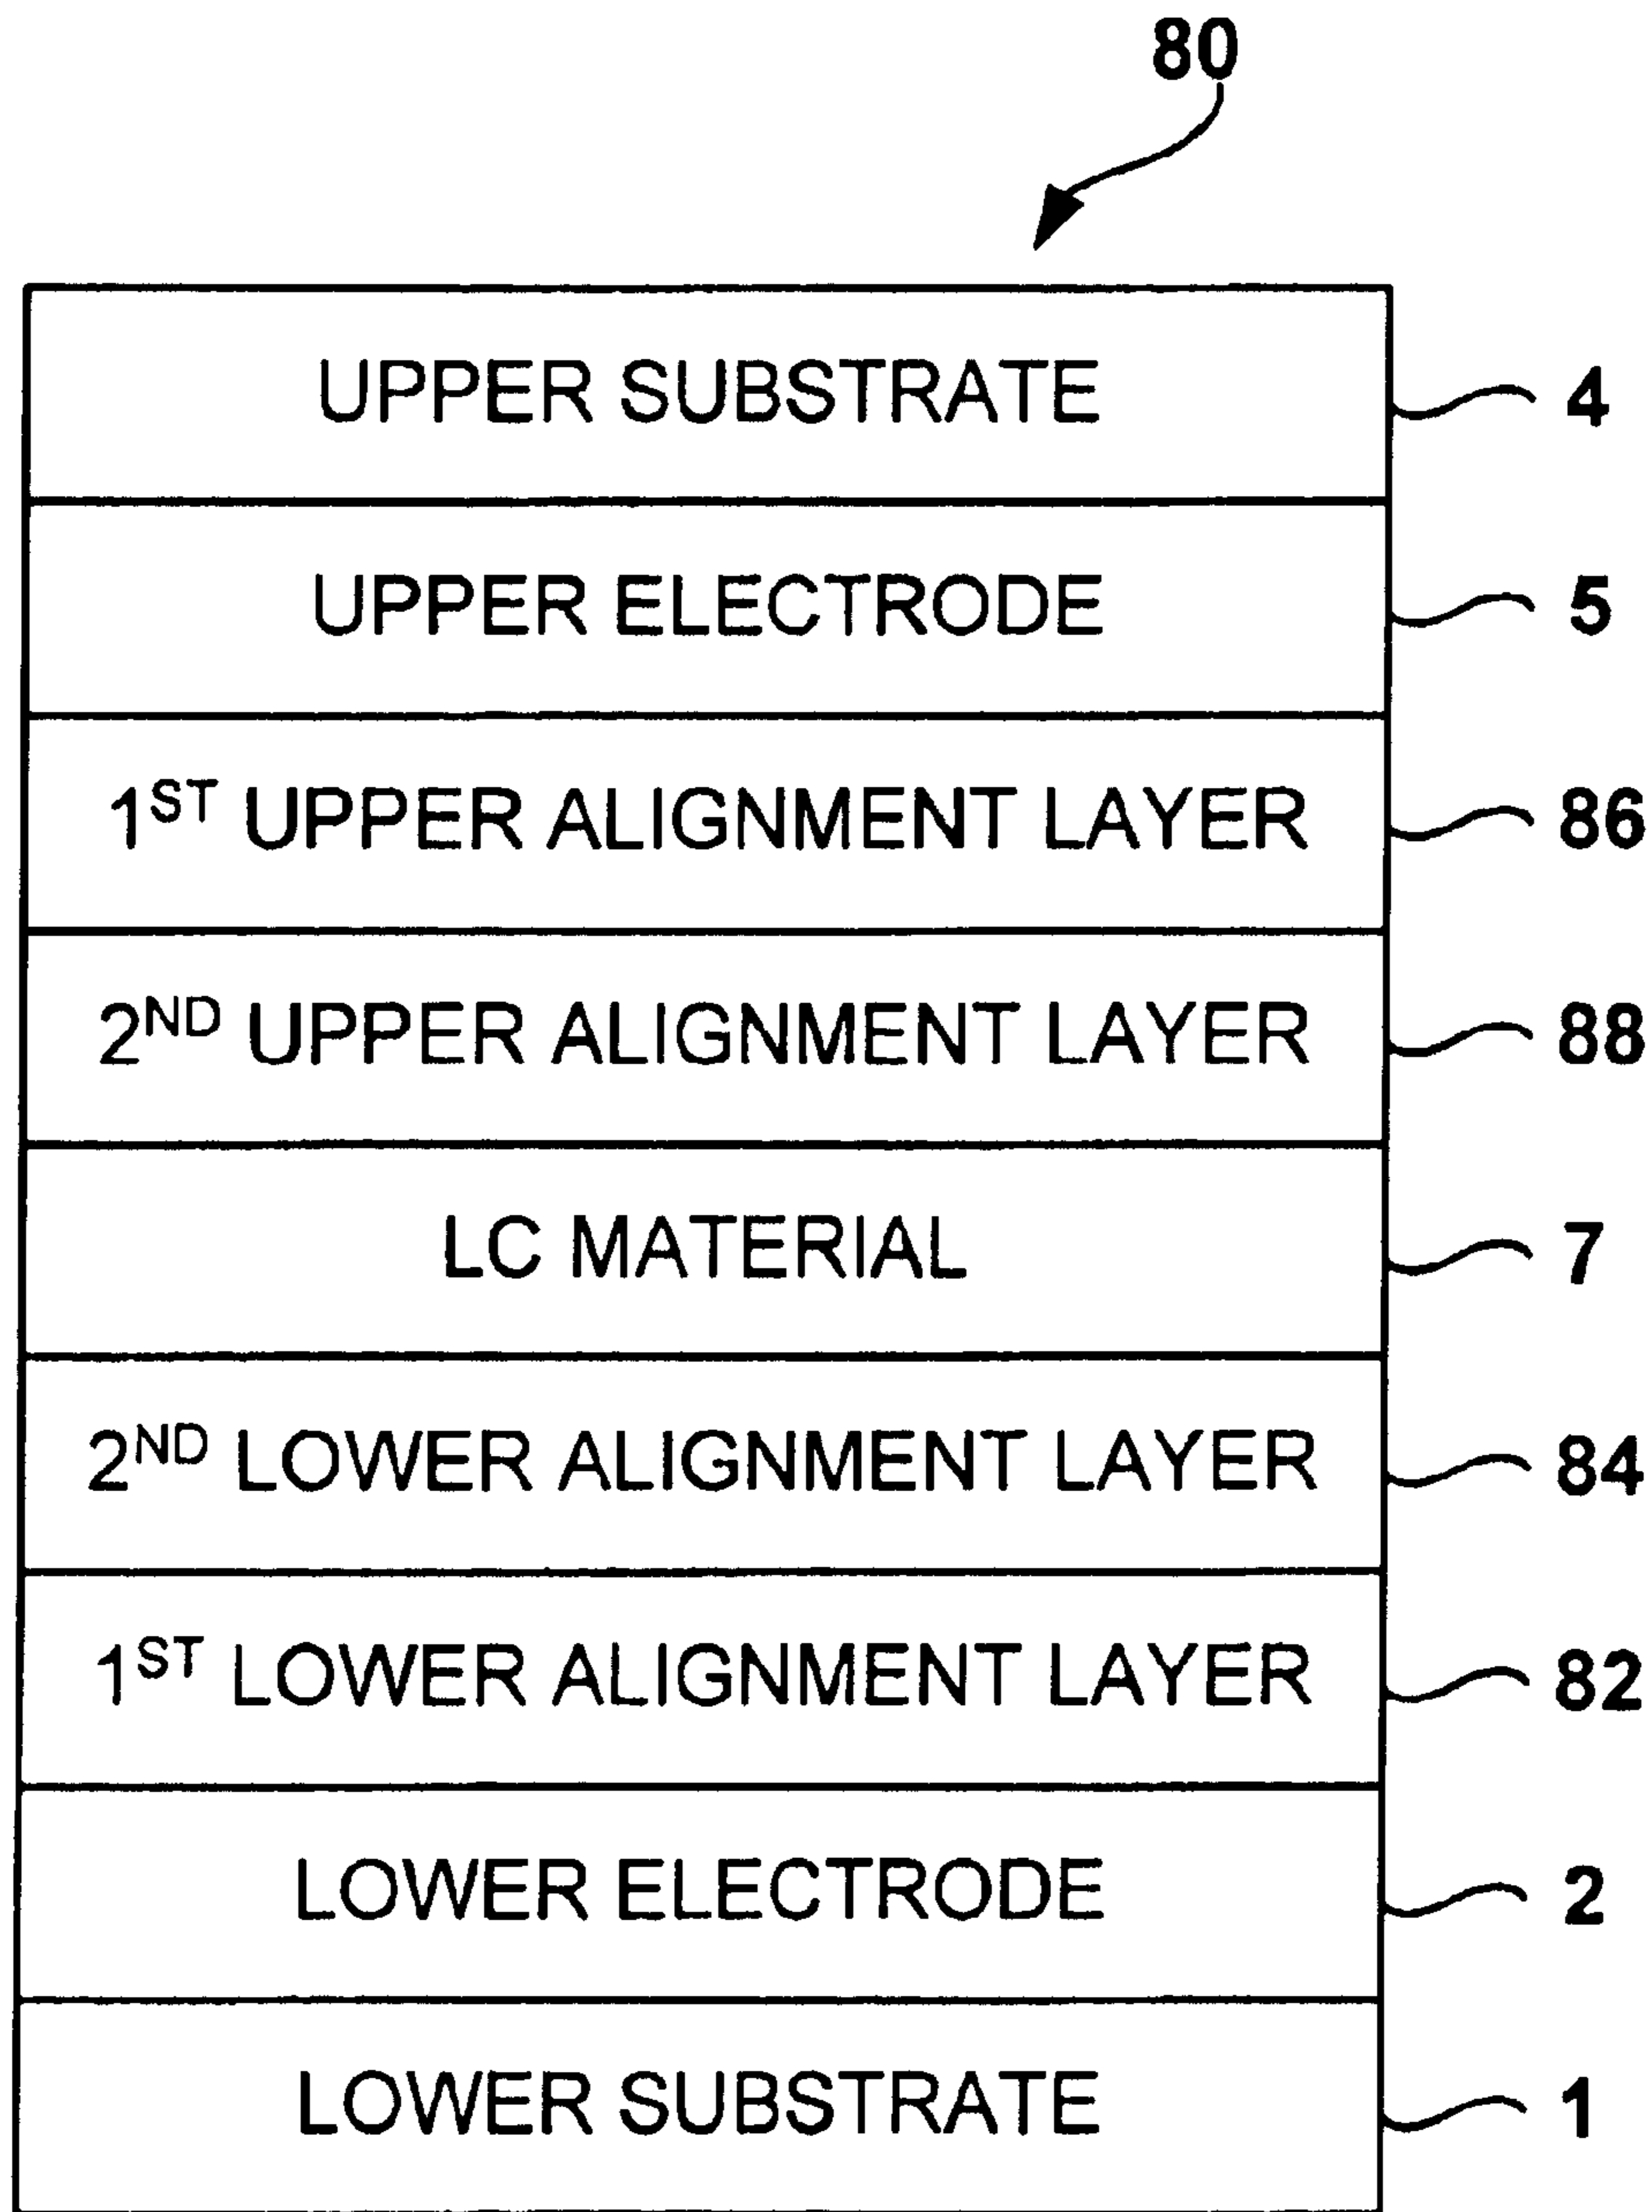 80
UPPER SUBSTRATE 4
UPPER ELECTRODE 5
1ST UPPER ALIGNMENT LAYER 86
2ND UPPER ALIGNMENT LAYER 88
LC MATERIAL 7
2ND LOWER ALIGNMENT LAYER 84
1ST LOWER ALIGNMENT LAYER 82
LOWER ELECTRODE 2
LOWER SUBSTRATE 1